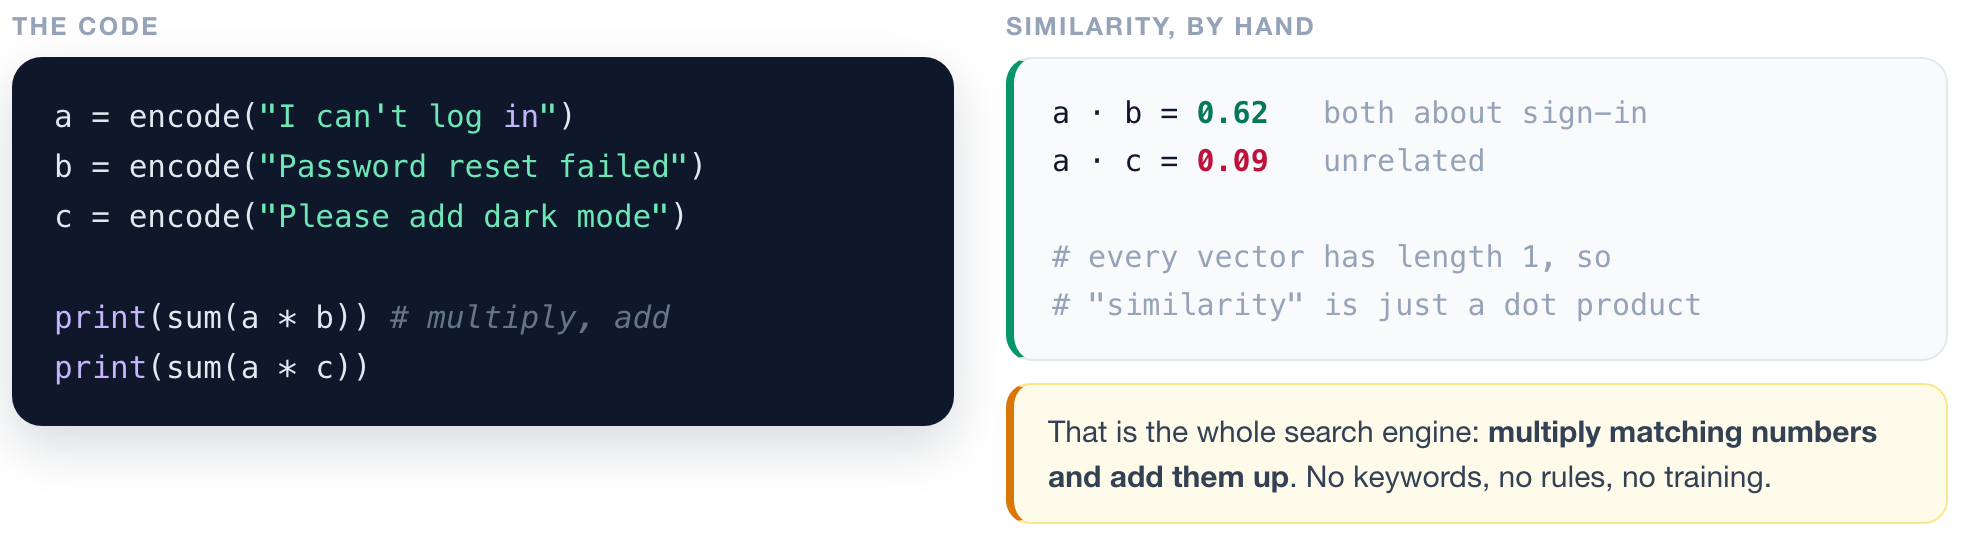 THE CODE
a = encode("I can't log in")
b = encode("Password reset failed")
c = encode("Please add dark mode")
print(sum(a * b)) # multiply, add
print(sum(a * c))
SIMILARITY, BY HAND
a · b = 0.62 both about sign-in
a · c = 0.09 unrelated
# every vector has length 1, so
# "similarity" is just a dot product
That is the whole search engine: multiply matching numbers
and add them up. No keywords, no rules, no training.